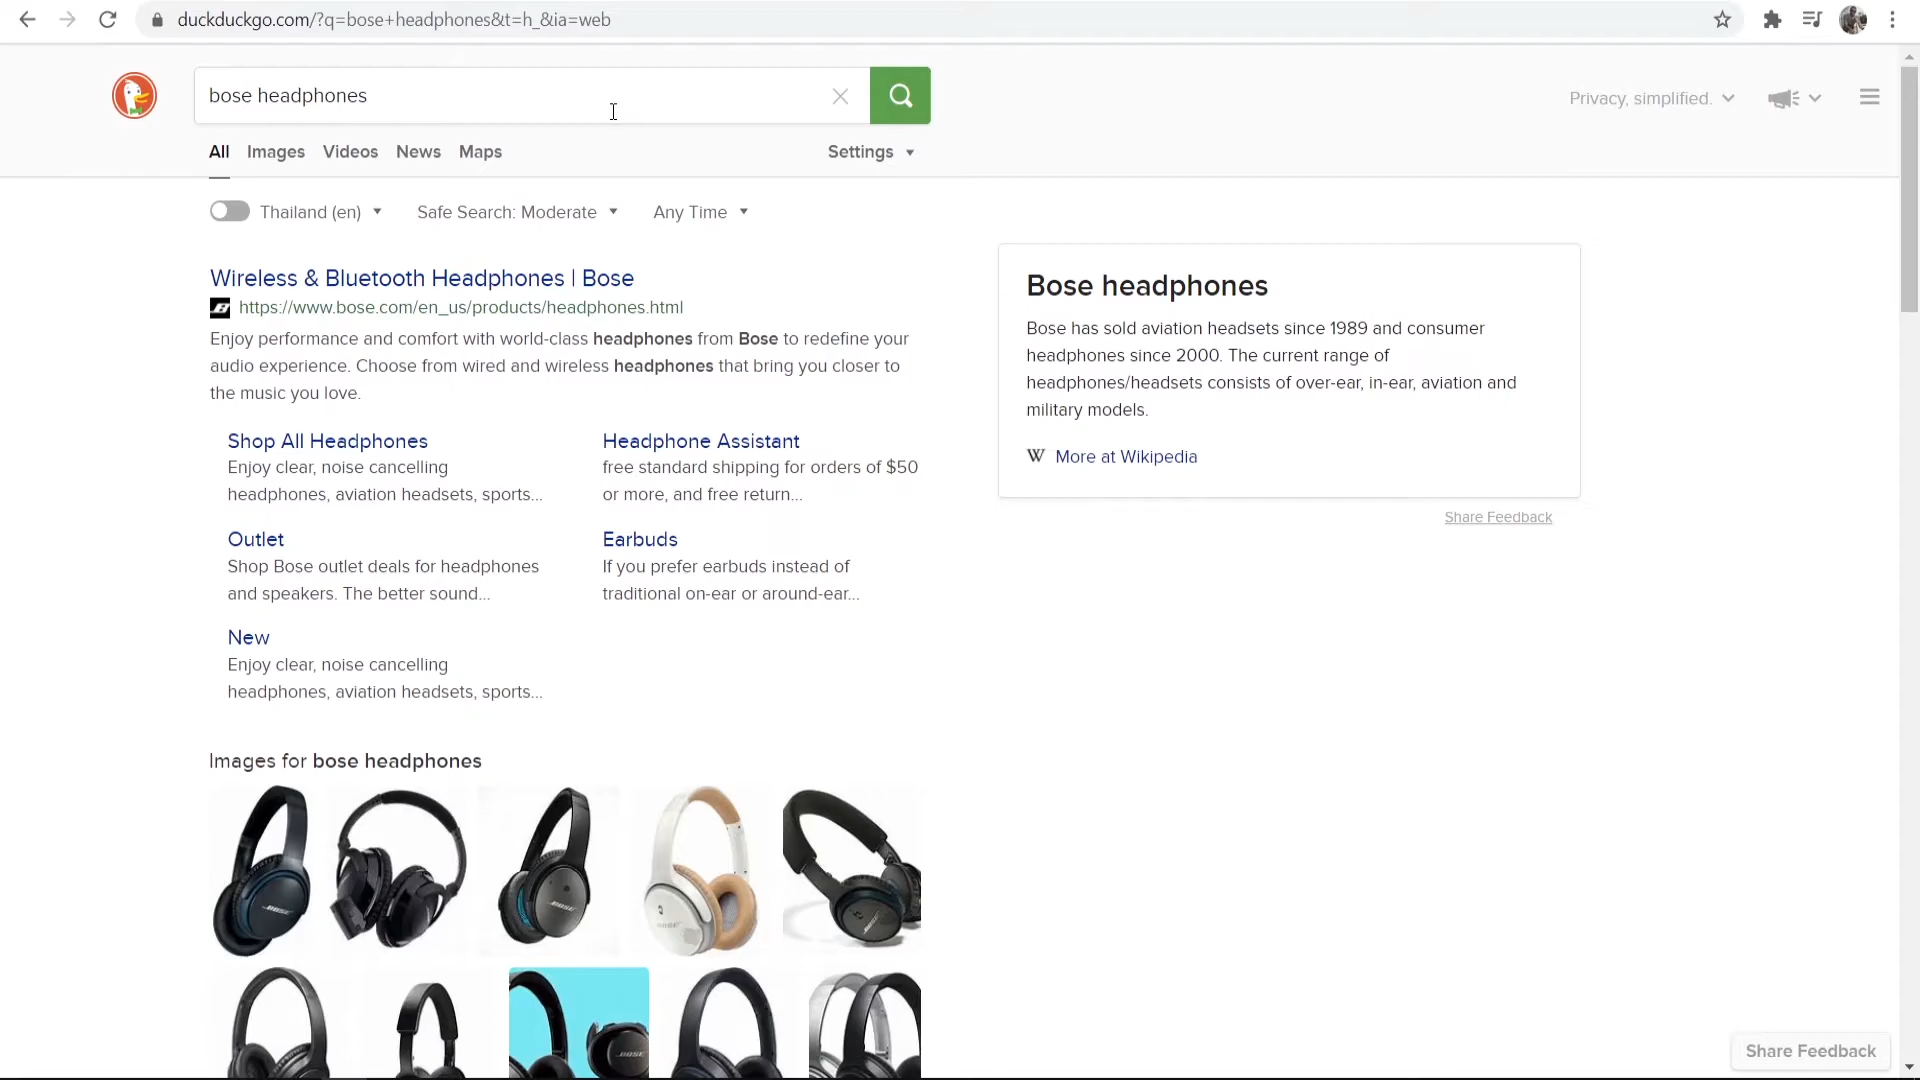 duckduckgo.com/?q=bose+headphones&t=h_&ia=web
bose headphones
Privacy, simplified.
All Images Videos News Maps Settings
Thailand (en) Safe Search: Moderate Any Time
Wireless & Bluetooth Headphones | Bose
https://www.bose.com/en_us/products/headphones.html
Enjoy performance and comfort with world-class headphones from Bose to redefine your
audio experience. Choose from wired and wireless headphones that bring you closer to
the music you love.
Shop All Headphones
Enjoy clear, noise cancelling
headphones, aviation headsets, sports...
Headphone Assistant
free standard shipping for orders of $50
or more, and free return...
Outlet
Shop Bose outlet deals for headphones
and speakers. The better sound...
Earbuds
If you prefer earbuds instead of
traditional on-ear or around-ear...
New
Enjoy clear, noise cancelling
headphones, aviation headsets, sports...
Bose headphones
Bose has sold aviation headsets since 1989 and consumer
headphones since 2000. The current range of
headphones/headsets consists of over-ear, in-ear, aviation and
military models.
W More at Wikipedia
Share Feedback
Images for bose headphones
BOSE
BOSE
BOSE
BOSE
BOSE
Share Feedback